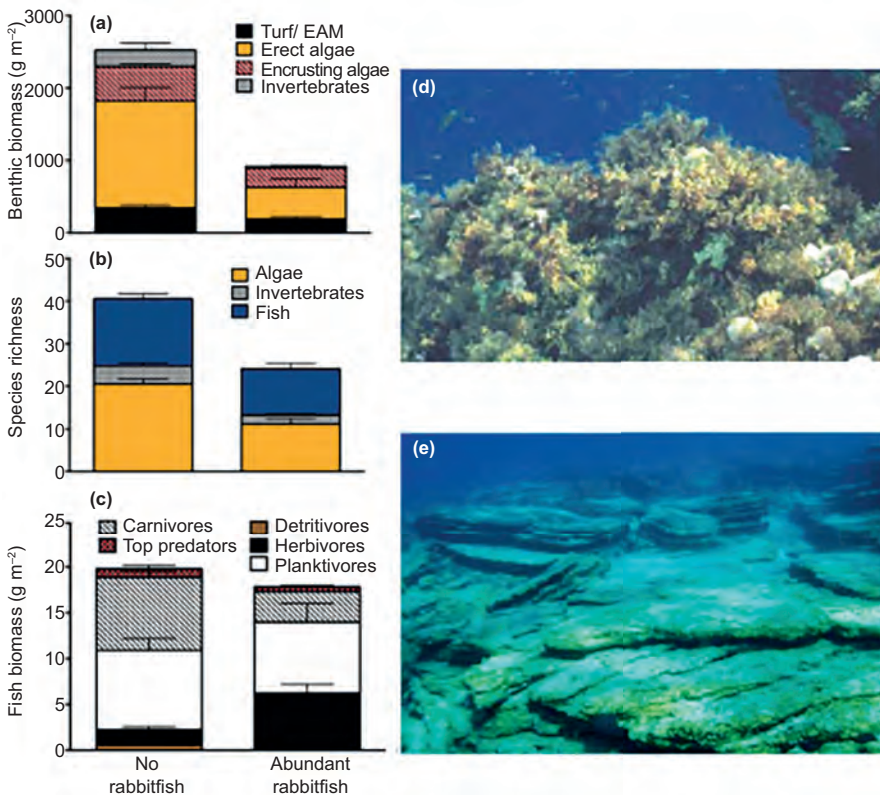 (a)
Benthic biomass (g m⁻²)
3000
2000
1000
0
Turf/ EAM
Erect algae
Encrusting algae
Invertebrates
(b)
Species richness
50
40
30
20
10
0
Algae
Invertebrates
Fish
(c)
Fish biomass (g m⁻²)
25
20
15
10
5
0
Carnivores
Top predators
Detritivores
Herbivores
Planktivores
No
rabbitfish
Abundant
rabbitfish
(d)
(e)